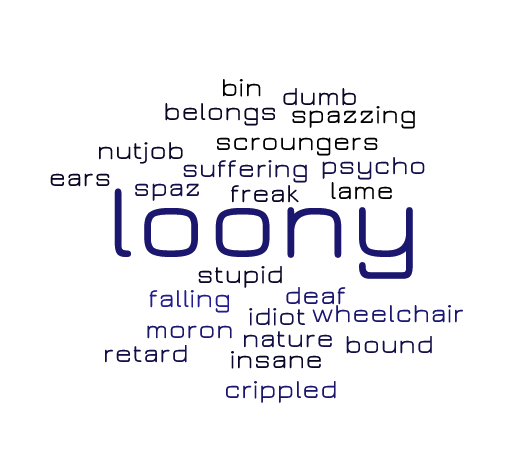 bin
dumb
belongs
spazzing
scroungers
nutjob
suffering
psycho
ears
spaz
freak
lame
loony
stupid
falling
deaf
idiot
wheelchair
moron
nature
bound
retard
insane
crippled